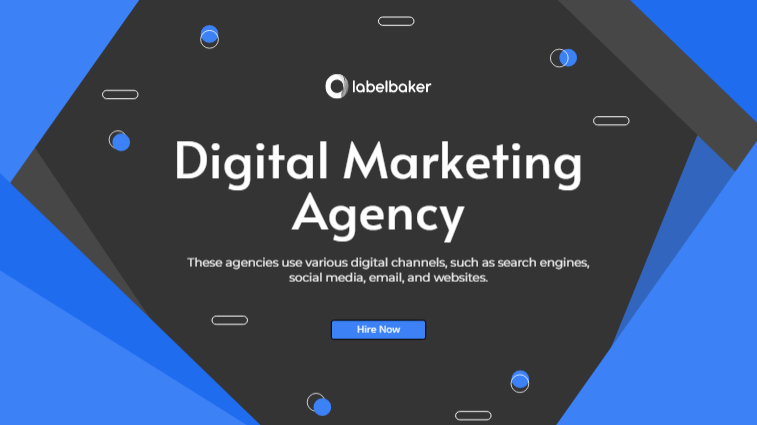 labelbaker
Digital Marketing
Agency
These agencies use various digital channels, such as search engines,
social media, email, and websites.
Hire Now